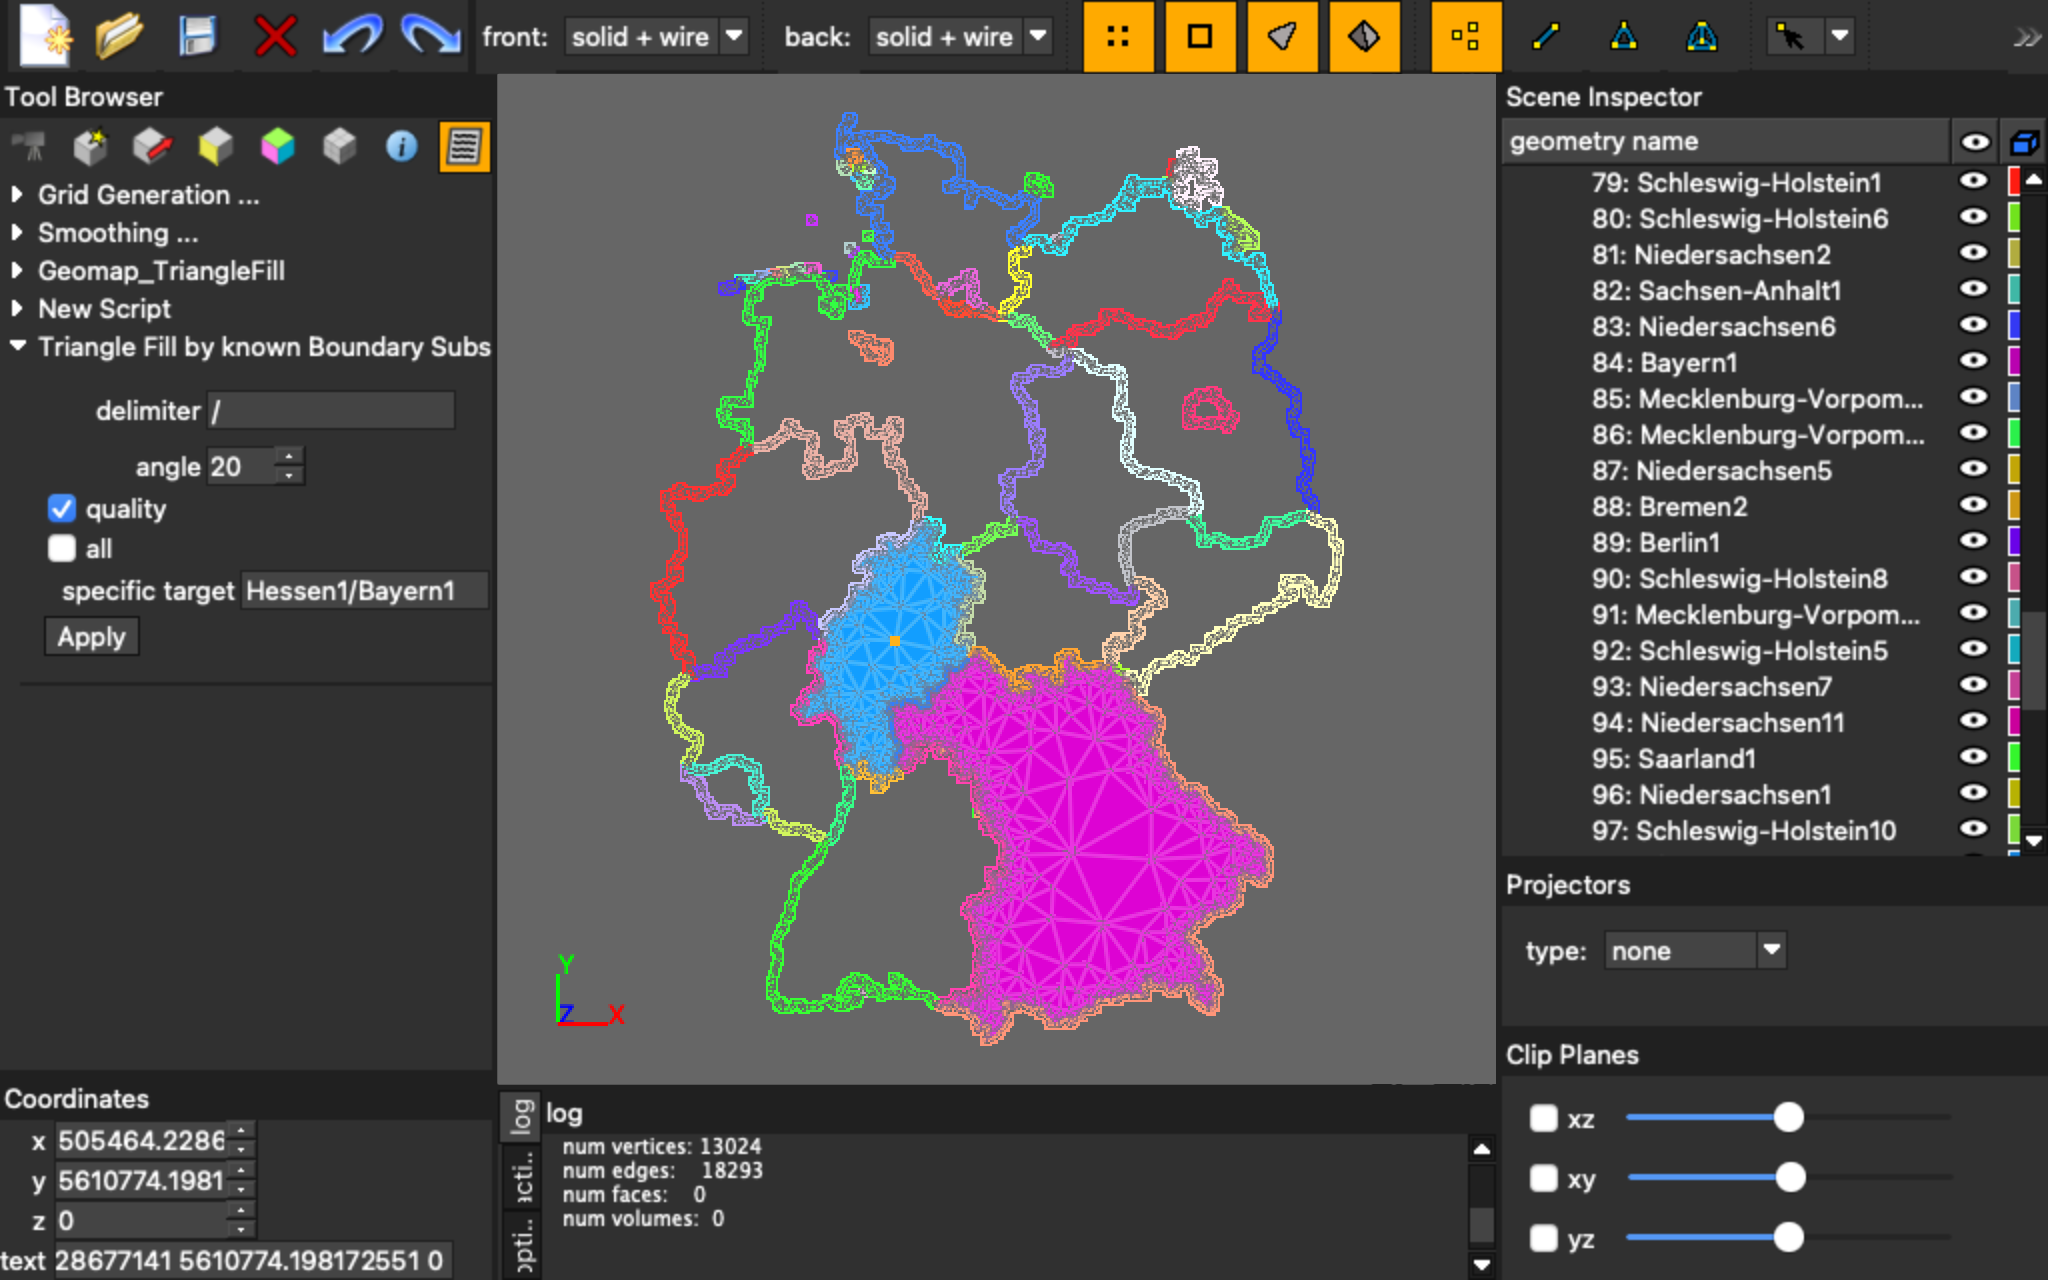 front: solid + wire back: solid + wire
Tool Browser
Grid Generation ...
Smoothing ...
Geomap_TriangleFill
New Script
Triangle Fill by known Boundary Subs
delimiter /
angle 20
quality
all
specific target Hessen1/Bayern1
Apply
Coordinates
x 505464.2286
y 5610774.1981
z 0
text 28677141 5610774.198172551 0
Y
Z X
log
log
num vertices: 13024
num edges: 18293
num faces: 0
num volumes: 0
Scene Inspector
geometry name
79: Schleswig-Holstein1
80: Schleswig-Holstein6
81: Niedersachsen2
82: Sachsen-Anhalt1
83: Niedersachsen6
84: Bayern1
85: Mecklenburg-Vorpom...
86: Mecklenburg-Vorpom...
87: Niedersachsen5
88: Bremen2
89: Berlin1
90: Schleswig-Holstein8
91: Mecklenburg-Vorpom...
92: Schleswig-Holstein5
93: Niedersachsen7
94: Niedersachsen11
95: Saarland1
96: Niedersachsen1
97: Schleswig-Holstein10
Projectors
type: none
Clip Planes
xz
xy
yz